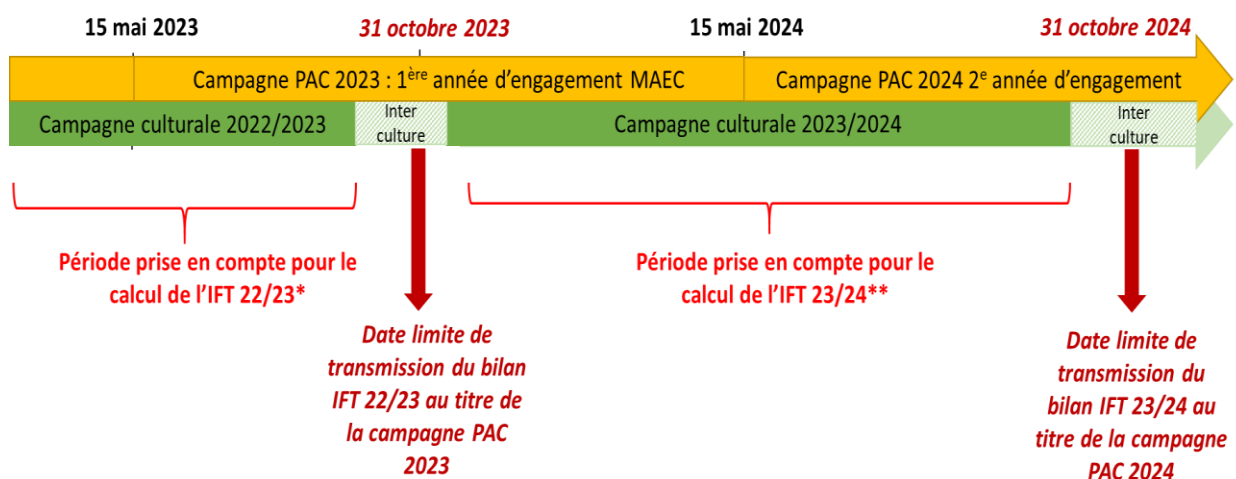 15 mai 2023
31 octobre 2023
15 mai 2024
31 octobre 2024
Campagne PAC 2023 : 1ère année d'engagement MAEC
Campagne PAC 2024 2e année d'engagement
Campagne culturale 2022/2023
Inter
culture
Campagne culturale 2023/2024
Inter
culture
Période prise en compte pour le
calcul de l'IFT 22/23*
Période prise en compte pour le
calcul de l'IFT 23/24**
Date limite de
transmission du bilan
IFT 22/23 au titre de
la campagne PAC
2023
Date limite de
transmission du
bilan IFT 23/24 au
titre de la campagne
PAC 2024